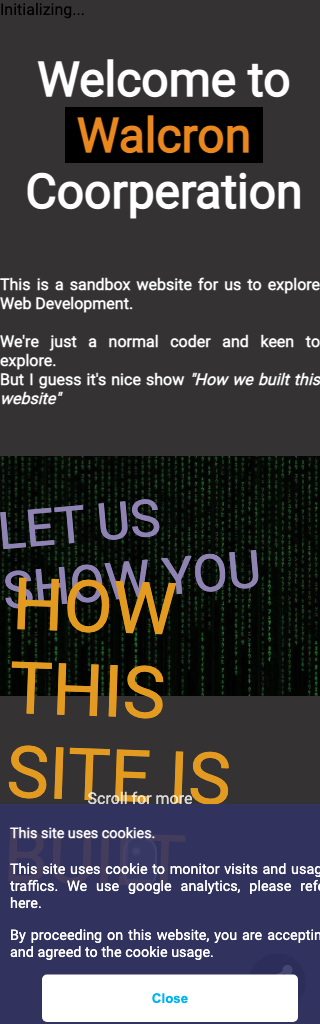 Initializing...
Welcome to
Walcron
Coorperation
This is a sandbox website for us to explore
Web Development.
We're just a normal coder and keen to
explore.
But I guess it's nice show "How we built this
website"
LET US
SHOW YOU
HOW
THIS
SITE IS
Scroll for more
BUILT
This site uses cookies.
This site uses cookie to monitor visits and usag
traffics. We use google analytics, please refe
here.
By proceeding on this website, you are acceptin
and agreed to the cookie usage.
Close